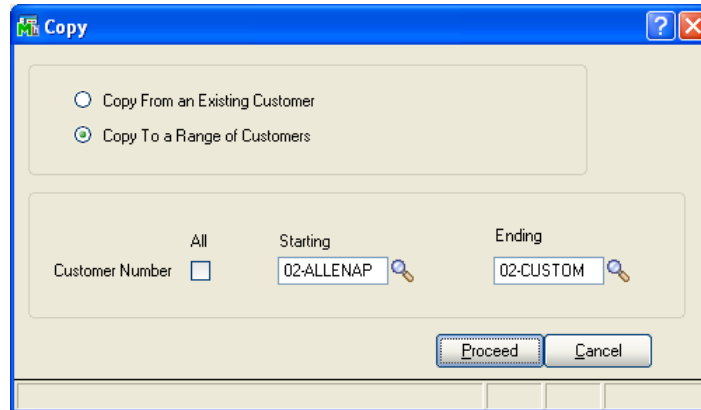 Copy
Copy From an Existing Customer
Copy To a Range of Customers
All Starting Ending
Customer Number 02-ALLENAP 02-CUSTOM
Proceed Cancel